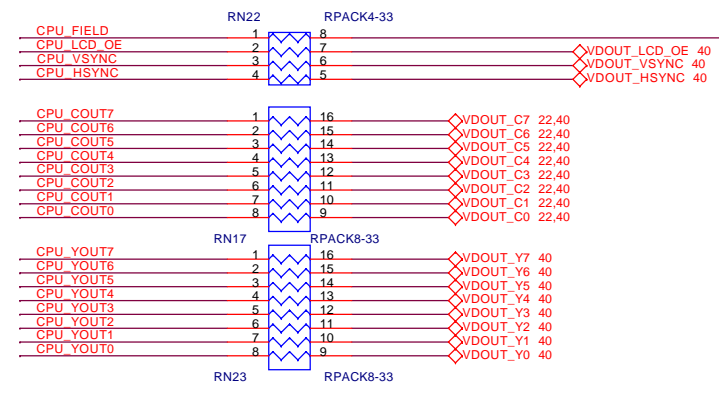 RN22 RPACK4-33
CPU_FIELD 1 8
CPU_LCD_OE 2 7 VDOUT_LCD_OE 40
CPU_VSYNC 3 6 VDOUT_VSYNC 40
CPU_HSYNC 4 5 VDOUT_HSYNC 40
CPU_COUT7 1 16 VDOUT_C7 22,40
CPU_COUT6 2 15 VDOUT_C6 22,40
CPU_COUT5 3 14 VDOUT_C5 22,40
CPU_COUT4 4 13 VDOUT_C4 22,40
CPU_COUT3 5 12 VDOUT_C3 22,40
CPU_COUT2 6 11 VDOUT_C2 22,40
CPU_COUT1 7 10 VDOUT_C1 22,40
CPU_COUT0 8 9 VDOUT_C0 22,40
RN17 RPACK8-33
CPU_YOUT7 1 16 VDOUT_Y7 40
CPU_YOUT6 2 15 VDOUT_Y6 40
CPU_YOUT5 3 14 VDOUT_Y5 40
CPU_YOUT4 4 13 VDOUT_Y4 40
CPU_YOUT3 5 12 VDOUT_Y3 40
CPU_YOUT2 6 11 VDOUT_Y2 40
CPU_YOUT1 7 10 VDOUT_Y1 40
CPU_YOUT0 8 9 VDOUT_Y0 40
RN23 RPACK8-33